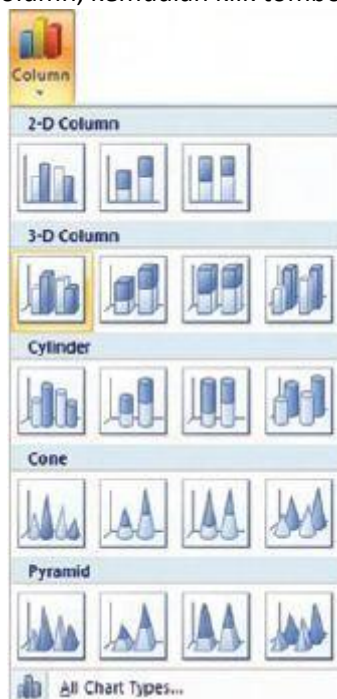 Column
2-D Column
3-D Column
Cylinder
Cone
Pyramid
All Chart Types...